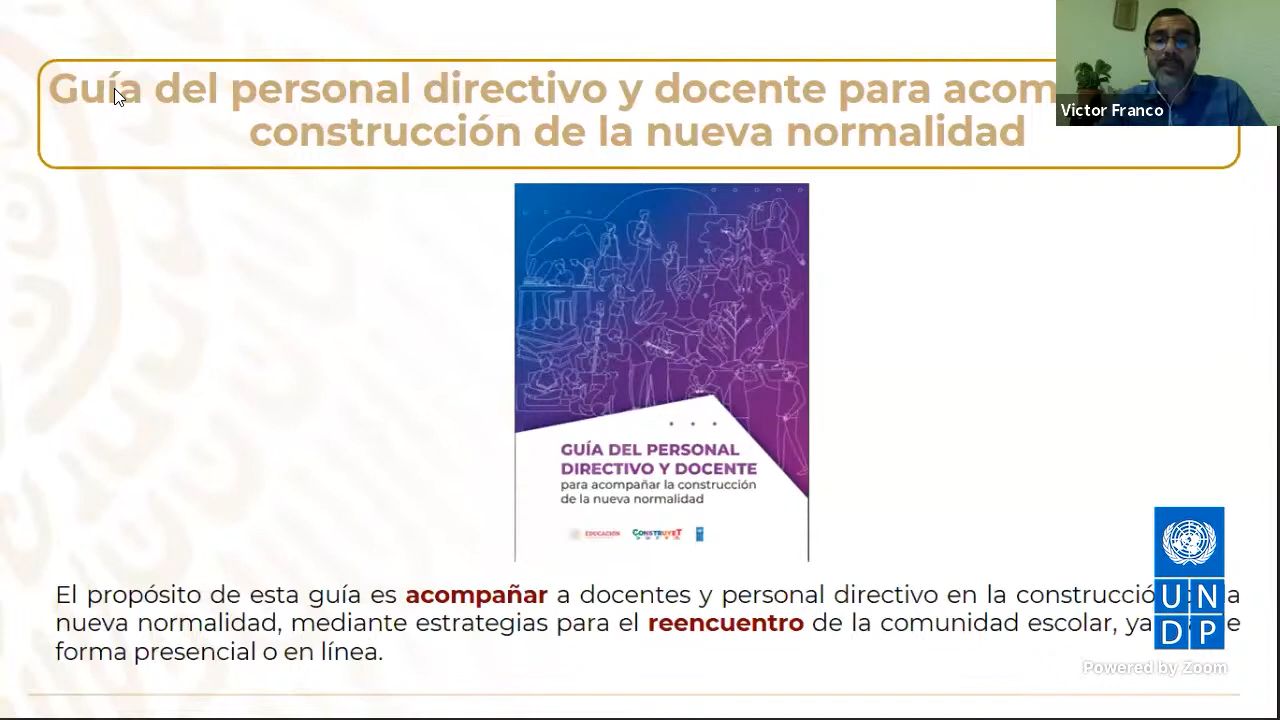 Guía del personal directivo y docente para acom
construcción de la nueva normalidad
Victor Franco
GUÍA DEL PERSONAL
DIRECTIVO Y DOCENTE
para acompañar la construcción
de la nueva normalidad
EDUCACIÓN
CONSTRUYET
El propósito de esta guía es acompañar a docentes y personal directivo en la construcció a
nueva normalidad, mediante estrategias para el reencuentro de la comunidad escolar, ya e
forma presencial o en línea.
U N
D P
Powered by Zoom